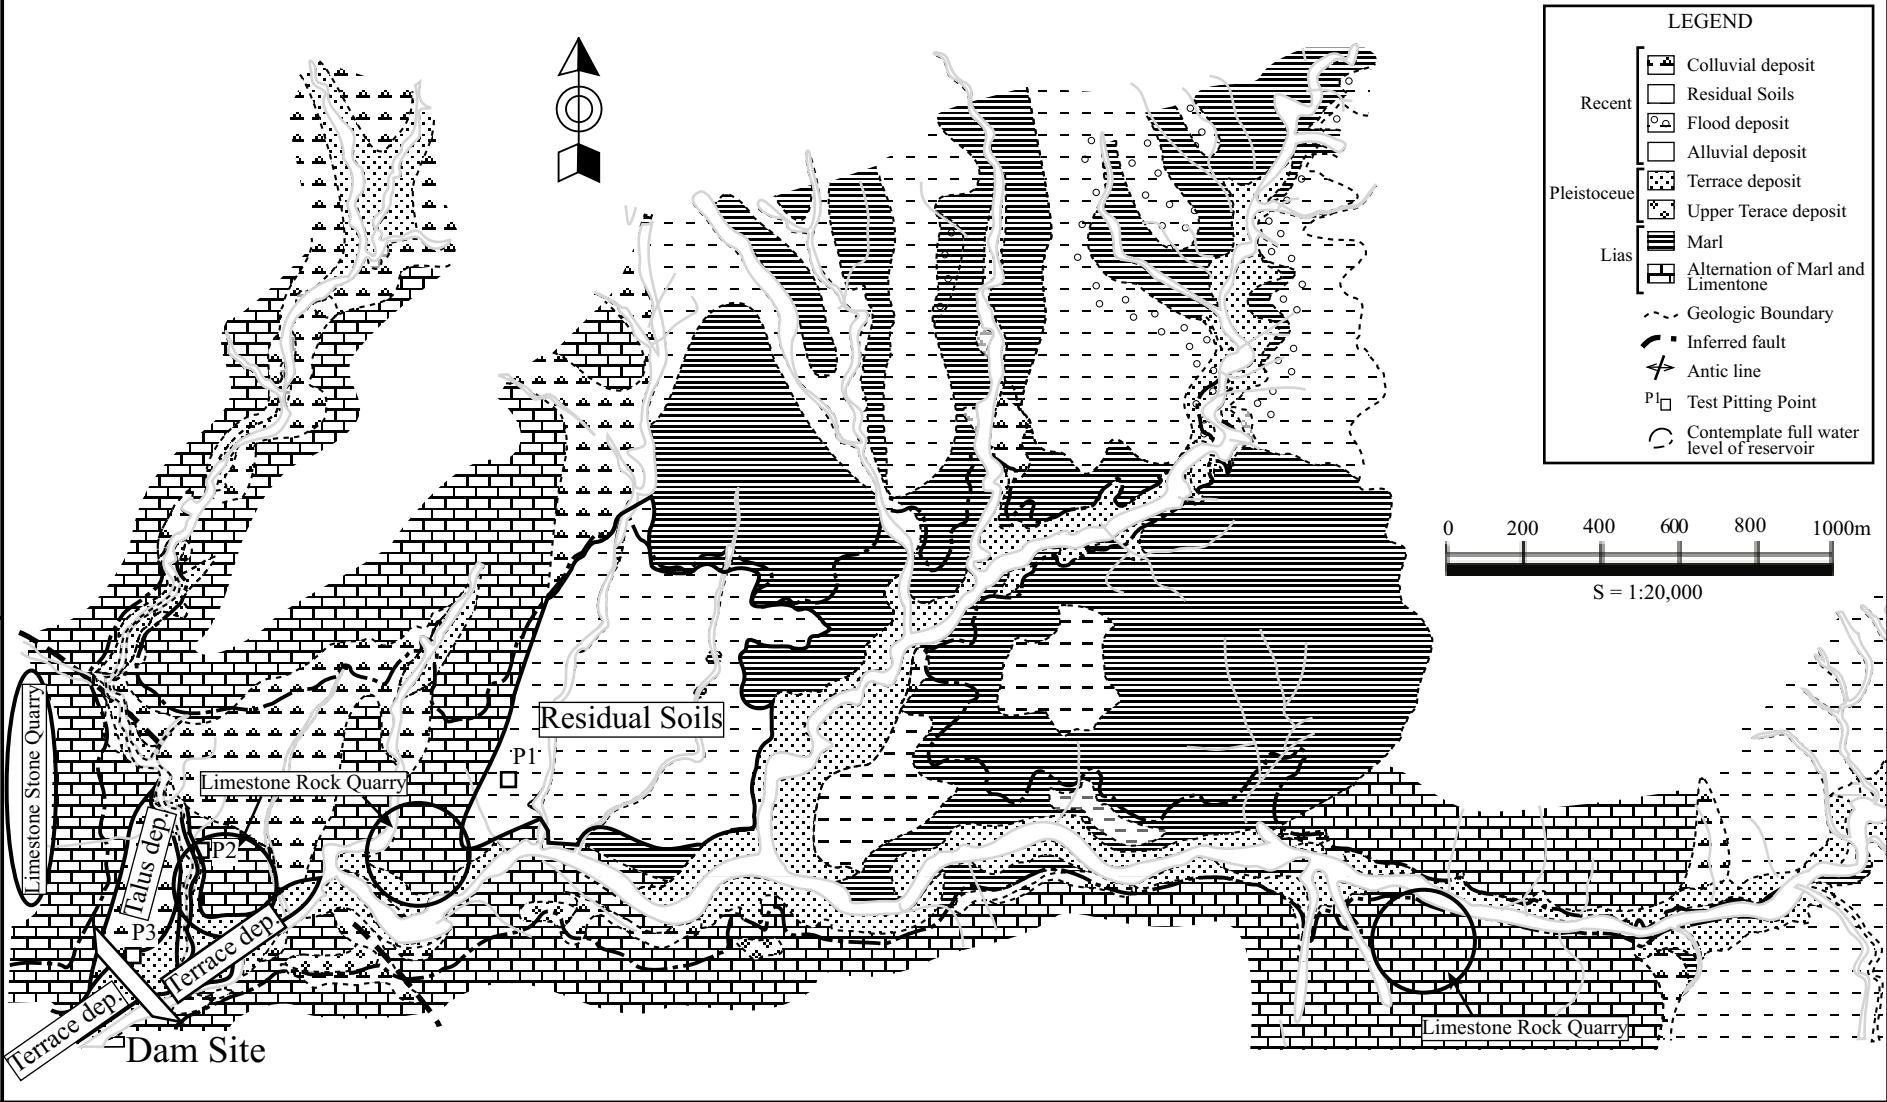 LEGEND
Recent
Colluvial deposit
Residual Soils
Flood deposit
Alluvial deposit
Pleistoceue
Terrace deposit
Upper Terace deposit
Lias
Marl
Alternation of Marl and
Limentone
Geologic Boundary
Inferred fault
Antic line
P1 Test Pitting Point
Contemplate full water
level of reservoir
0 200 400 600 800 1000m
S = 1:20,000
Limestone Stone Quarry
Residual Soils
P1
Limestone Rock Quarry
Talus dep.
P2
P3
Terrace dep.
Terrace dep.
Dam Site
Limestone Rock Quarry